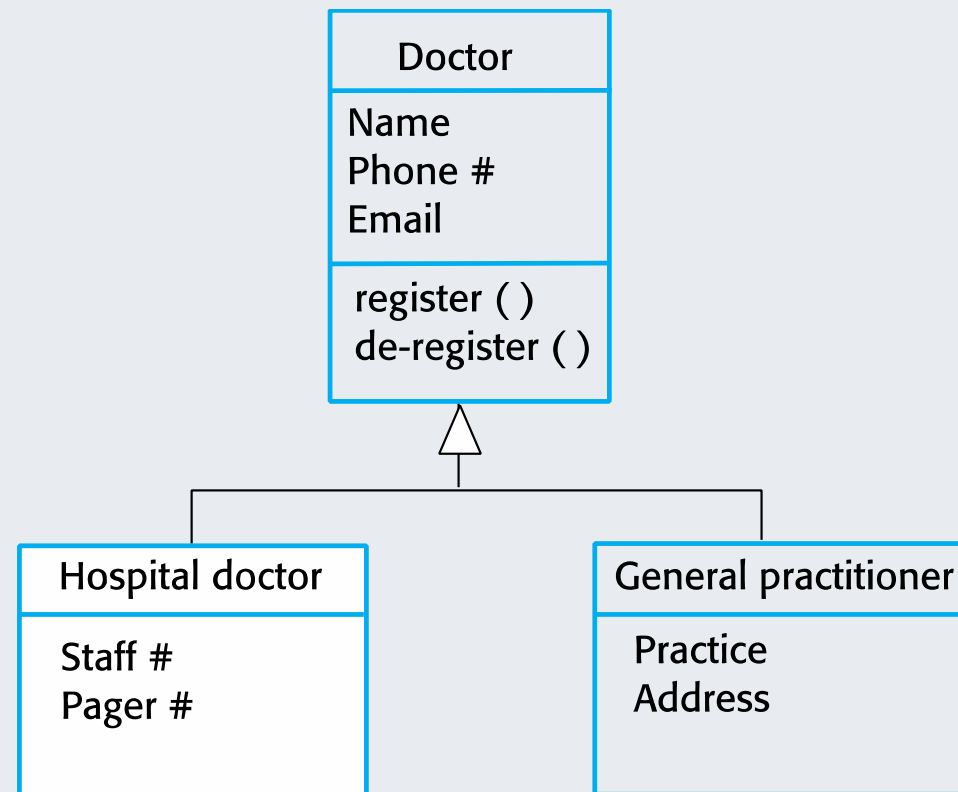 Doctor
Name
Phone #
Email
register ( )
de-register ( )
Hospital doctor
Staff #
Pager #
General practitioner
Practice
Address